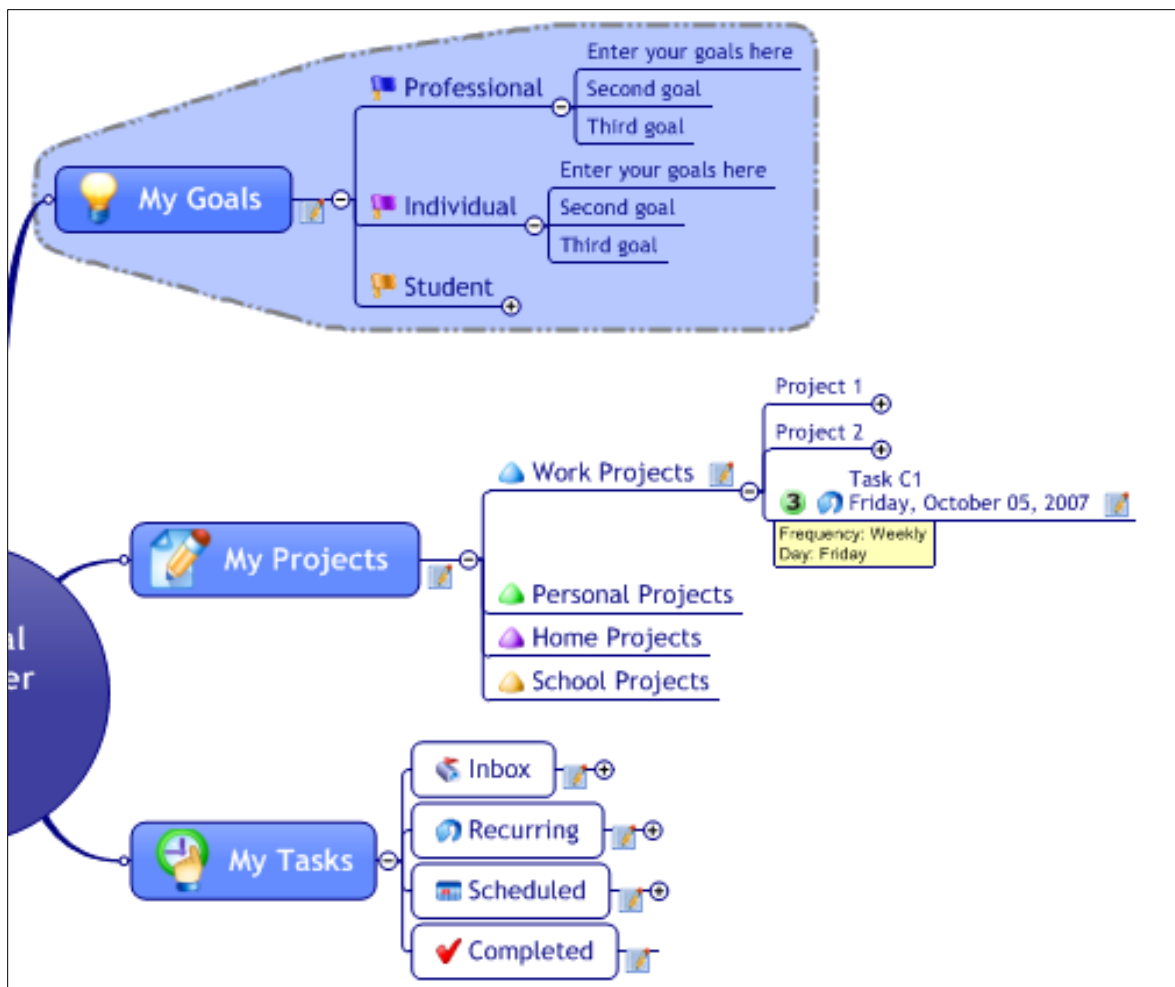 Enter your goals here
Professional
Second goal
Third goal
My Goals
Enter your goals here
Individual
Second goal
Third goal
Student
Project 1
Project 2
Work Projects
Task C1
3
Friday, October 05, 2007
Frequency: Weekly
Day: Friday
My Projects
Personal Projects
Home Projects
School Projects
al
er
Inbox
Recurring
My Tasks
Scheduled
Completed